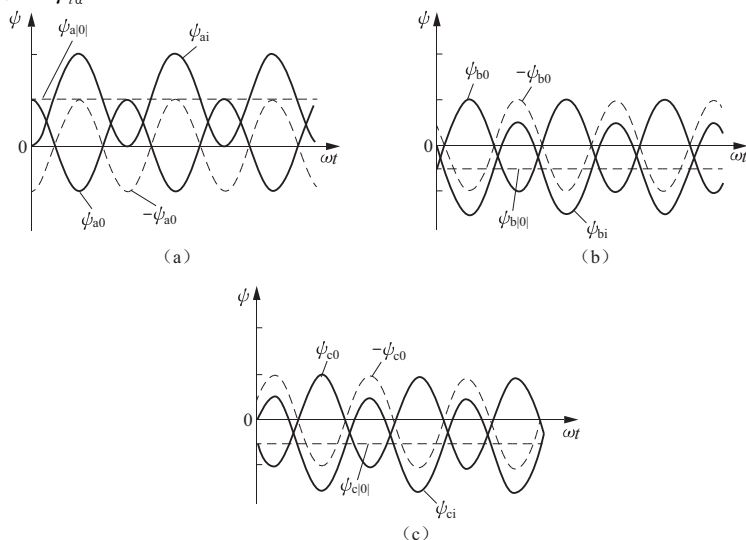 ψ
ψa|0|
ψai
0
ωt
ψa0
−ψa0
（a）
ψ
ψb0
−ψb0
0
ωt
ψb|0|
ψbi
（b）
ψ
ψc0
−ψc0
0
ωt
ψc|0|
ψci
（c）